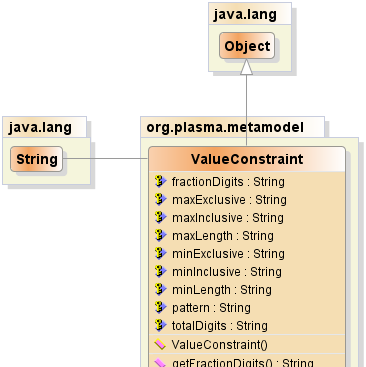 java.lang
Object
java.lang
String
org.plasma.metamodel
ValueConstraint
fractionDigits : String
maxExclusive : String
maxInclusive : String
maxLength : String
minExclusive : String
minInclusive : String
minLength : String
pattern : String
totalDigits : String
ValueConstraint()
getFractionDigits() : String